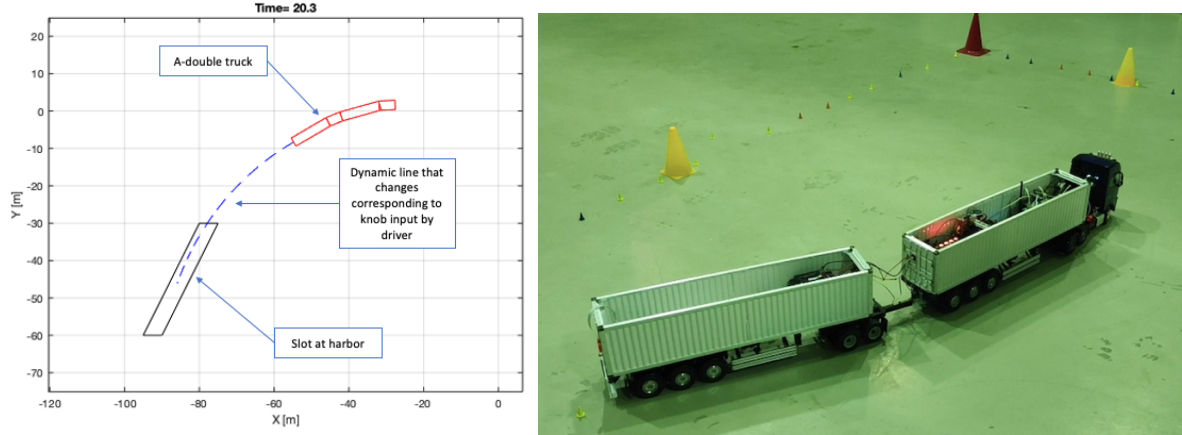 Time= 20.3
20
10
0
-10
-20
-30
-40
-50
-60
-70
-120
-100
-80
-60
-40
-20
0
Y [m]
X [m]
A-double truck
Dynamic line that
changes
corresponding to
knob input by
driver
Slot at harbor